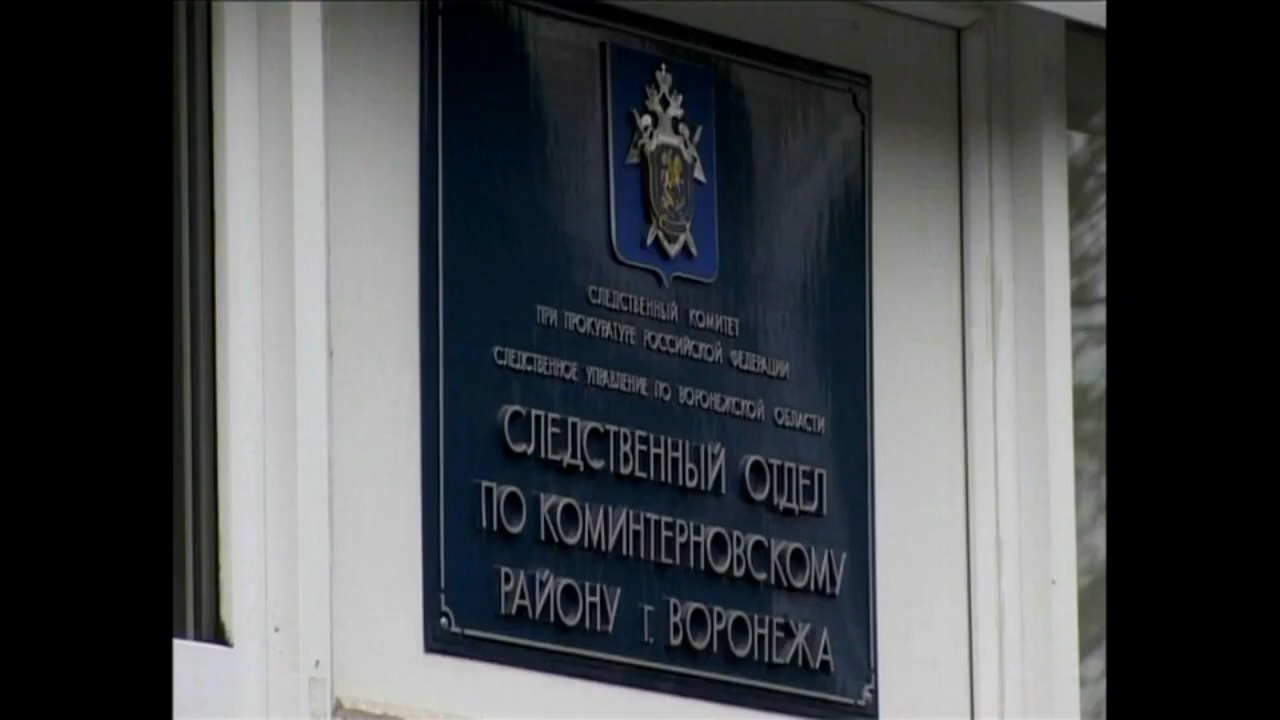 СЛЕДСТВЕННЫЙ КОМИТЕТ
ПРИ ПРОКУРАТУРЕ РОССИЙСКОЙ ФЕДЕРАЦИИ
СЛЕДСТВЕННОЕ УПРАВЛЕНИЕ ПО ВОРОНЕЖСКОЙ ОБЛАСТИ
СЛЕДСТВЕННЫЙ ОТДЕЛ
ПО КОМИНТЕРНОВСКОМУ
РАЙОНУ г. ВОРОНЕЖА